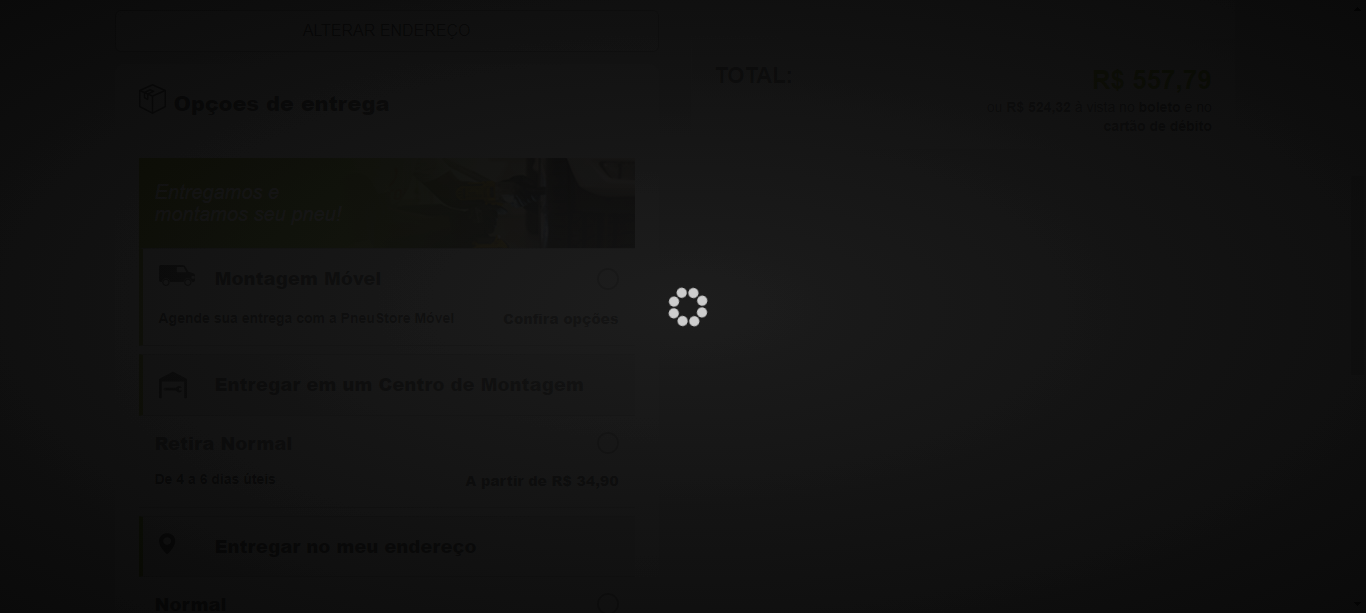 ALTERAR ENDEREÇO
Opçoes de entrega
Entregamos e
montamos seu pneu!
Montagem Móvel
Agende sua entrega com a PneuStore Móvel
Confira opções
Entregar em um Centro de Montagem
Retira Normal
De 4 a 6 dias úteis
A partir de R$ 34,90
Entregar no meu endereço
Normal
TOTAL:
R$ 557,79
ou R$ 524,32 à vista no boleto e no
cartão de débito